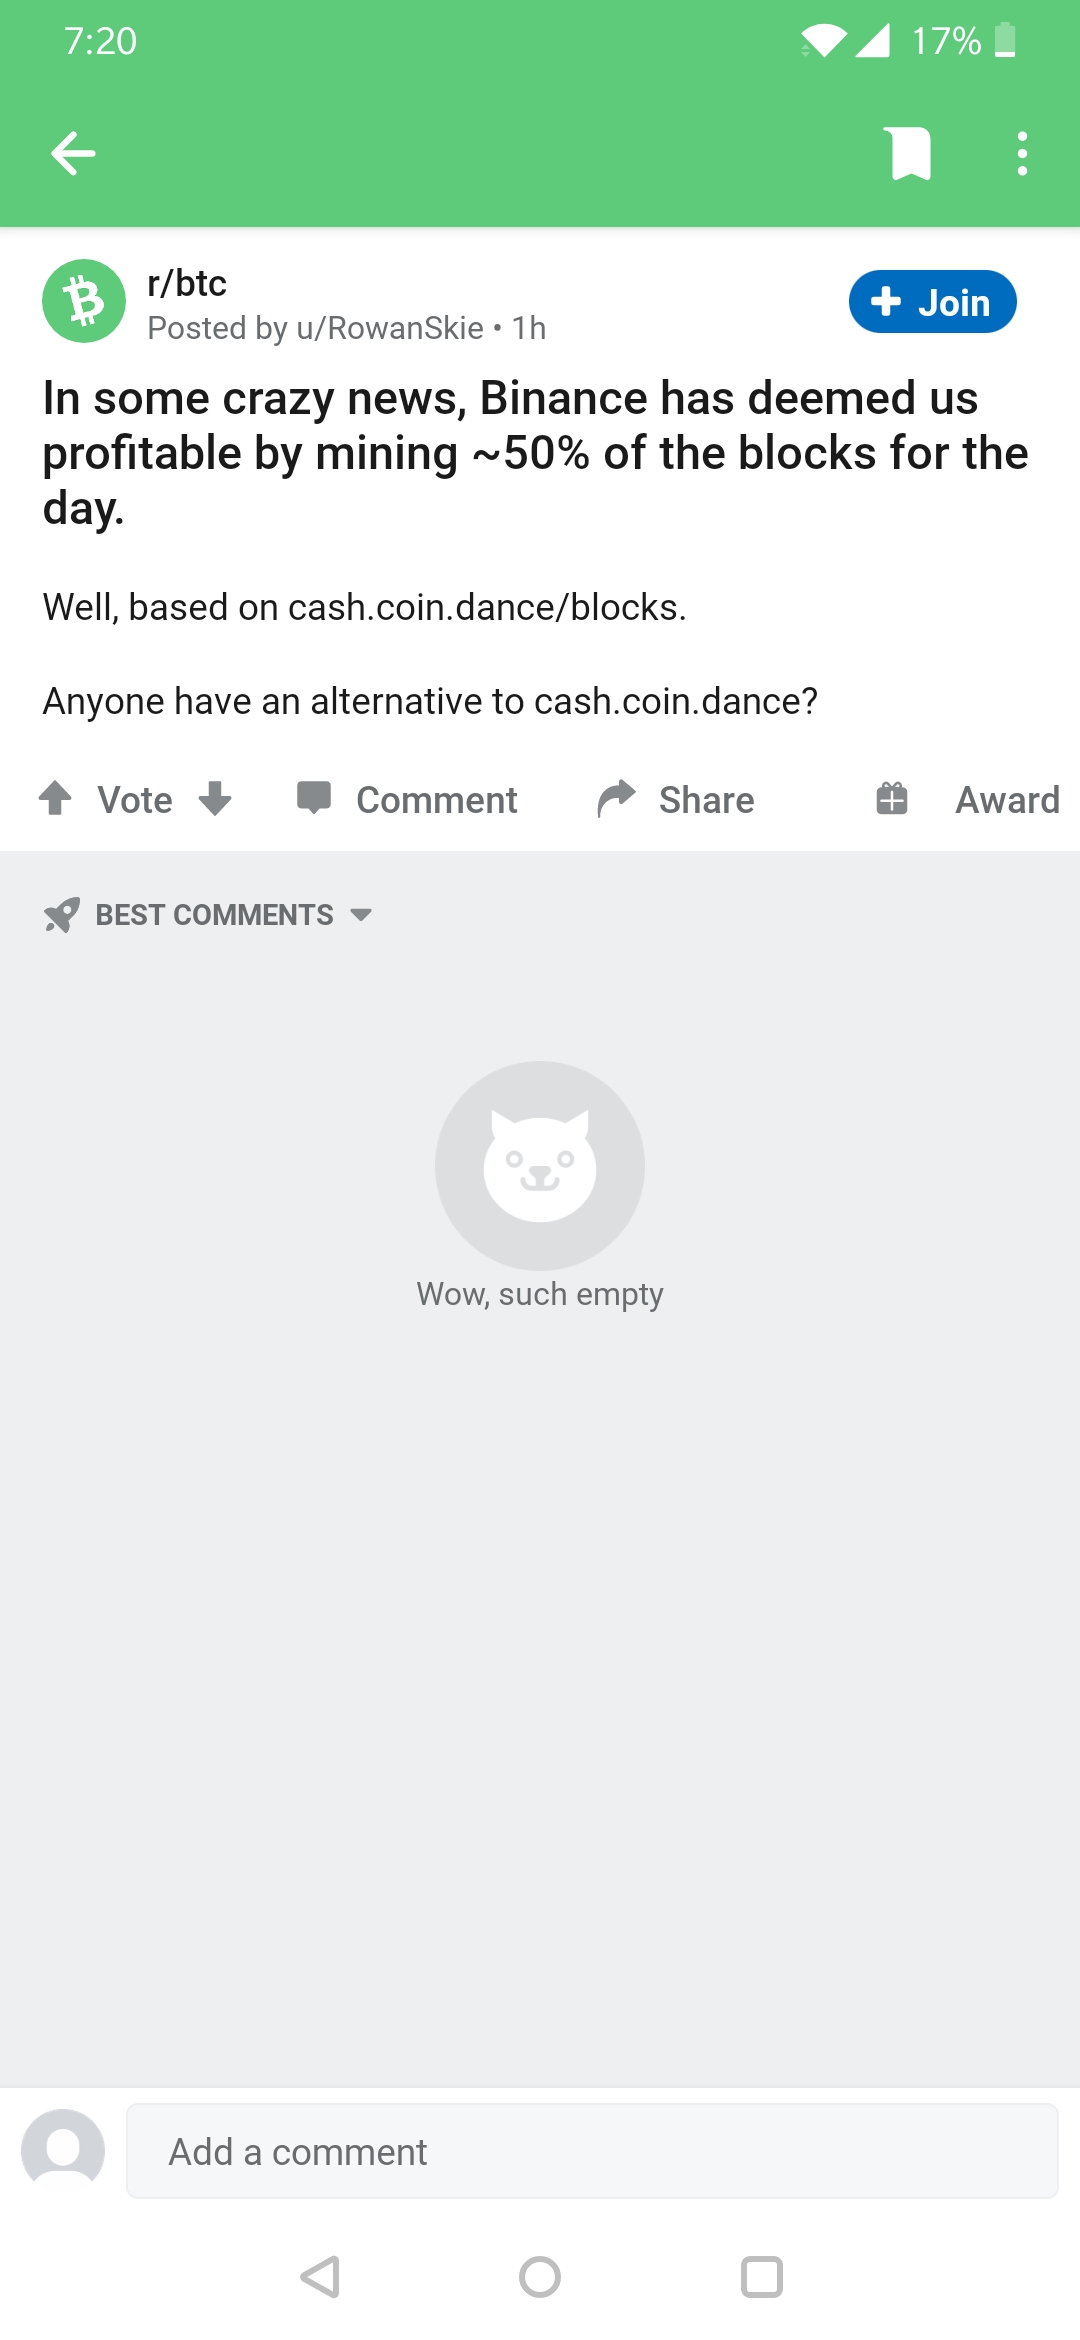 7:20
17%
r/btc
Posted by u/RowanSkie • 1h
+ Join
In some crazy news, Binance has deemed us
profitable by mining ~50% of the blocks for the
day.
Well, based on cash.coin.dance/blocks.
Anyone have an alternative to cash.coin.dance?
Vote
Comment
Share
Award
BEST COMMENTS
Wow, such empty
Add a comment